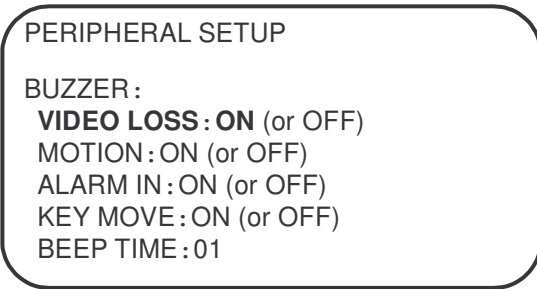 PERIPHERAL SETUP
BUZZER:
VIDEO LOSS:ON (or OFF)
MOTION:ON (or OFF)
ALARM IN:ON (or OFF)
KEY MOVE:ON (or OFF)
BEEP TIME:01